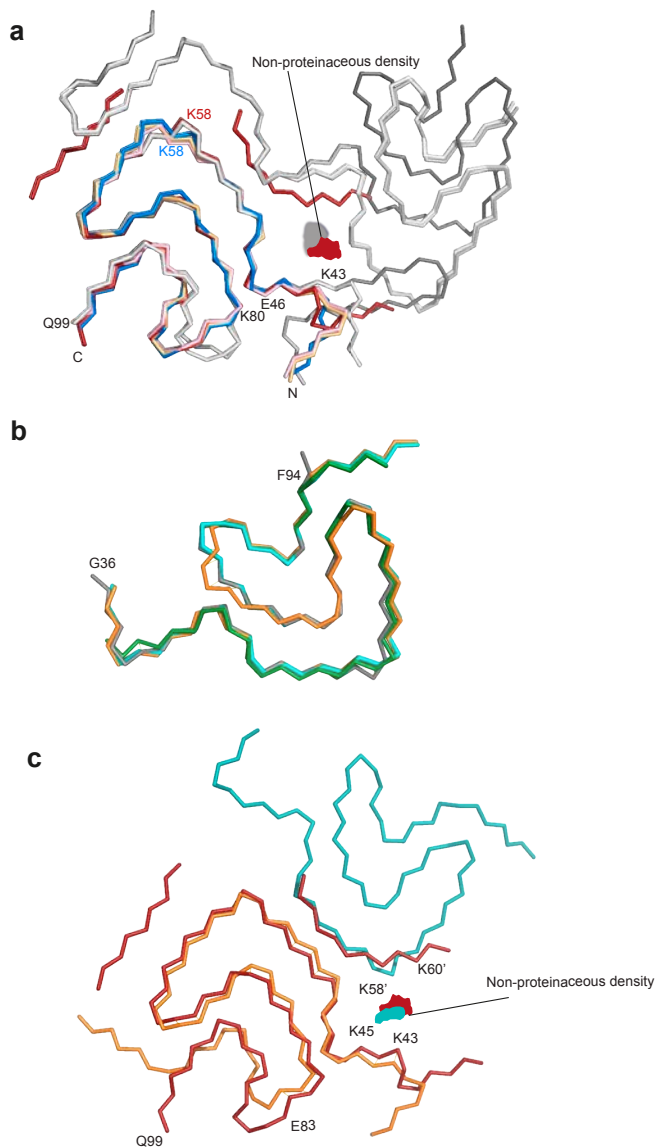 a
Non-proteinaceous density
K58
K58
K43
E46
K80
Q99
C
N
b
F94
G36
c
K60'
K58'
Non-proteinaceous density
K45
K43
E83
Q99